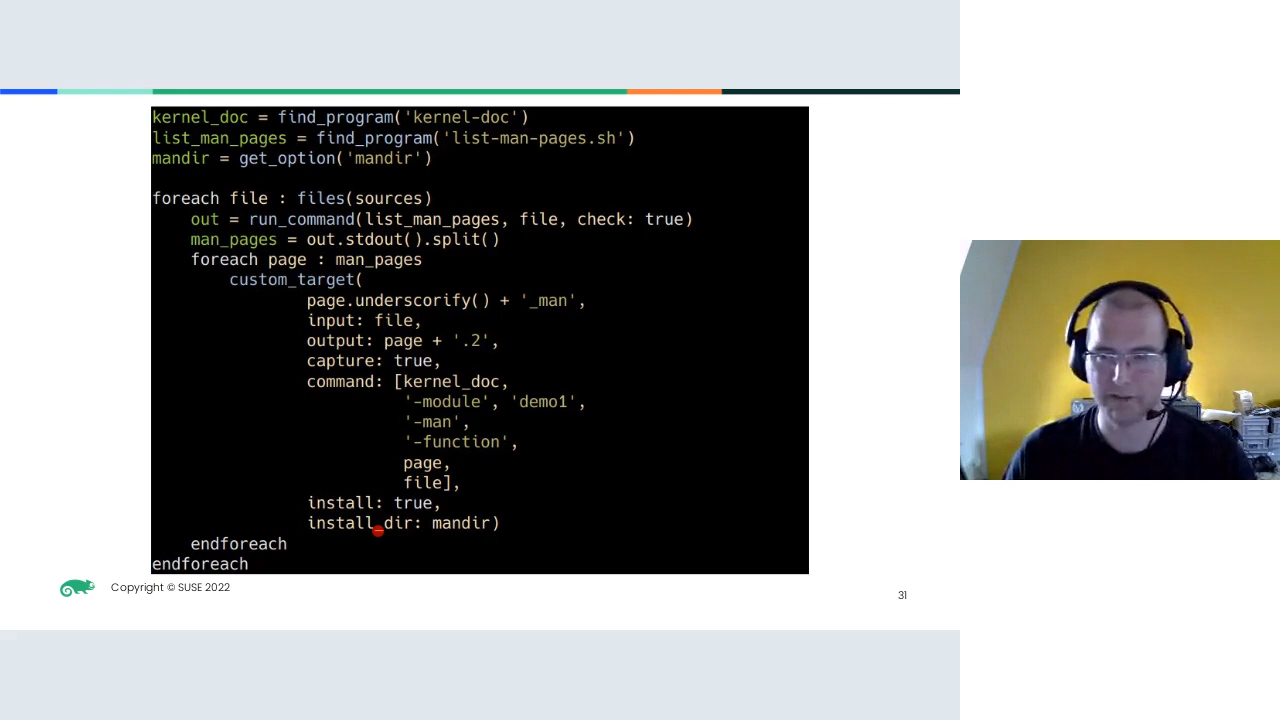 kernel_doc = find_program('kernel-doc')
list_man_pages = find_program('list-man-pages.sh')
mandir = get_option('mandir')
foreach file : files(sources)
    out = run_command(list_man_pages, file, check: true)
    man_pages = out.stdout().split()
    foreach page : man_pages
        custom_target(
                page.underscorify() + '_man',
                input: file,
                output: page + '.2',
                capture: true,
                command: [kernel_doc,
                          '-module', 'demo1',
                          '-man',
                          '-function',
                          page,
                          file],
                install: true,
                install_dir: mandir)
    endforeach
endforeach
Copyright © SUSE 2022
31